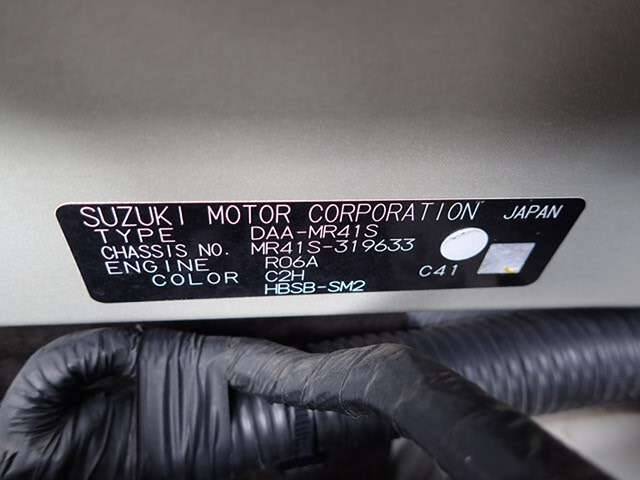 SUZUKI MOTOR CORPORATION JAPAN
TYPE DAA-MR41S
CHASSIS NO. MR41S-319633
ENGINE R06A
COLOR C2H C41
HBSB-SM2